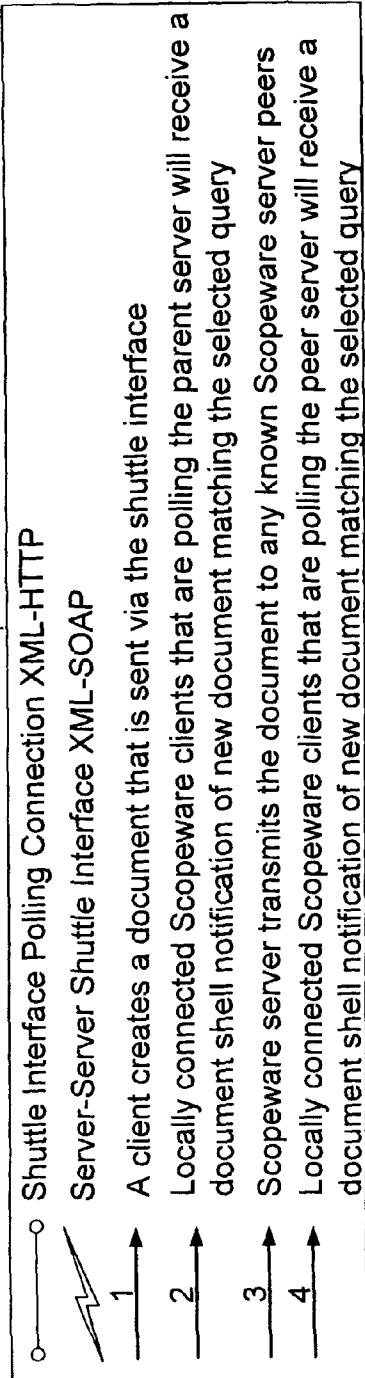 Shuttle Interface Polling Connection XML-HTTP
Server-Server Shuttle Interface XML-SOAP
1 A client creates a document that is sent via the shuttle interface
2 Locally connected Scopeware clients that are polling the parent server will receive a
document shell notification of new document matching the selected query
3 Scopeware server transmits the document to any known Scopeware server peers
4 Locally connected Scopeware clients that are polling the peer server will receive a
document shell notification of new document matching the selected query